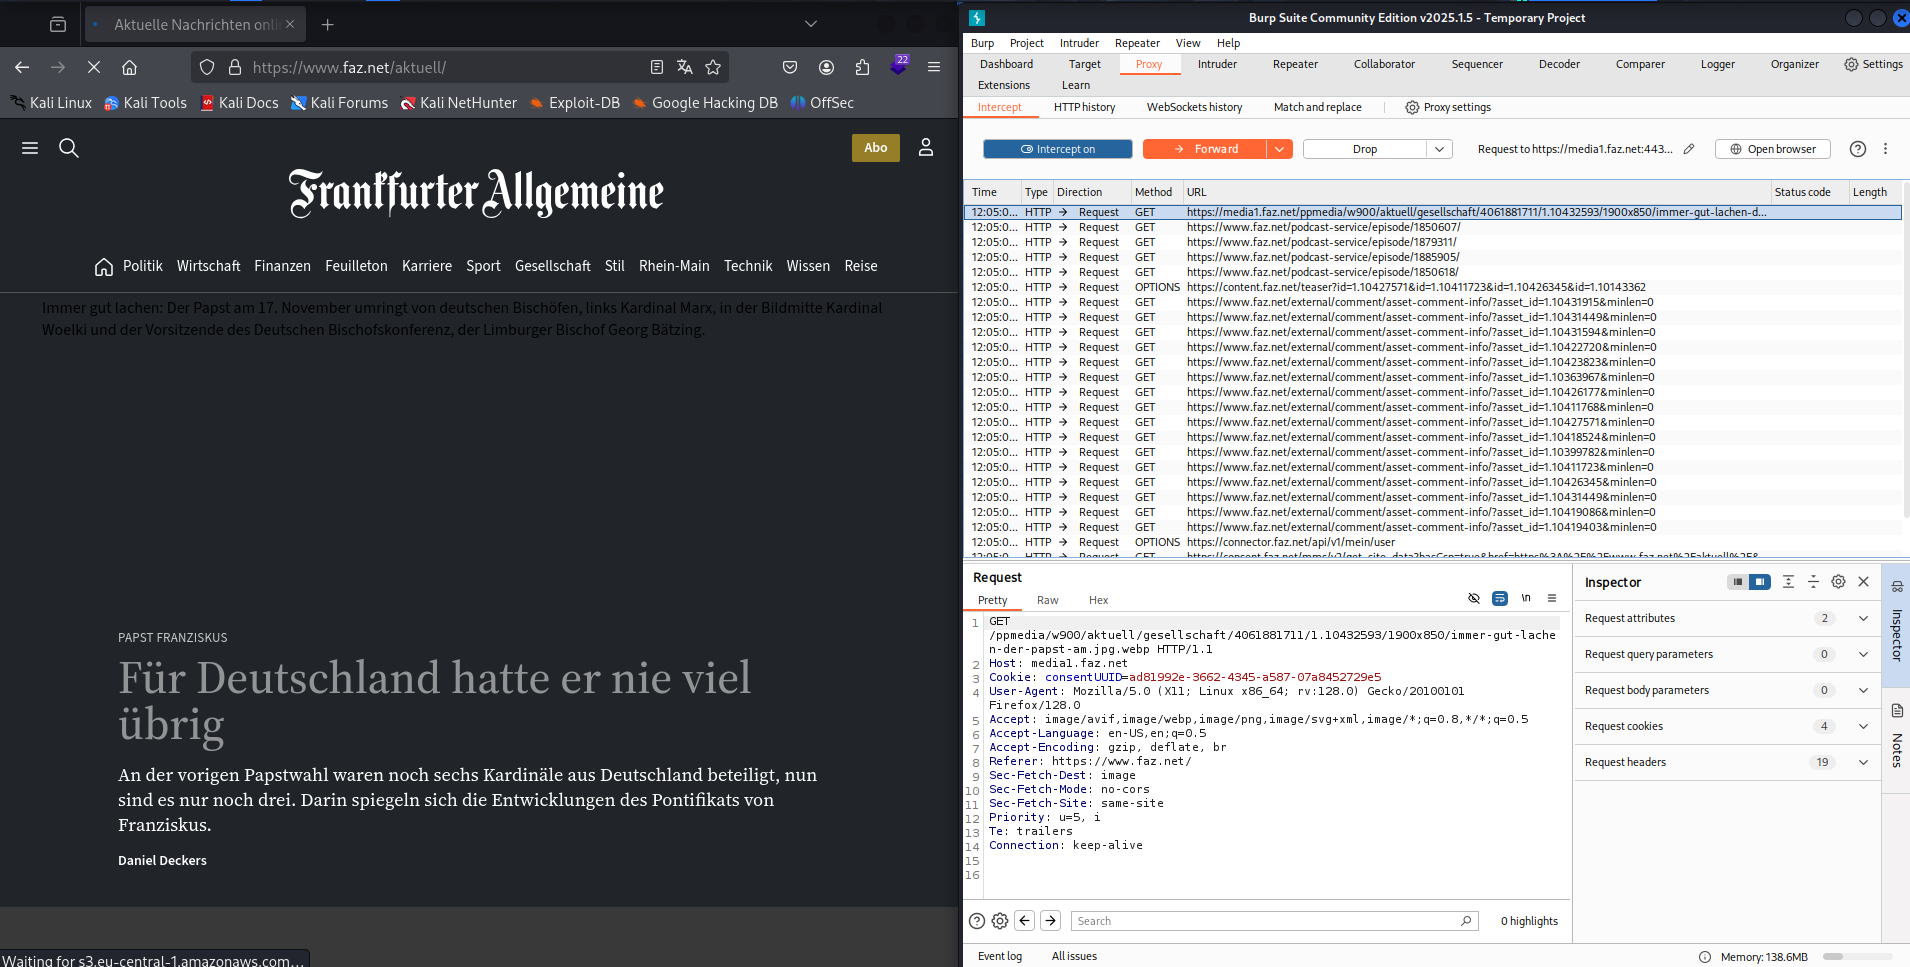 Aktuelle Nachrichten onli
https://www.faz.net/aktuell/
22
Kali Linux Kali Tools Kali Docs Kali Forums Kali NetHunter Exploit-DB Google Hacking DB OffSec
Abo
Frankfurter Allgemeine
Politik Wirtschaft Finanzen Feuilleton Karriere Sport Gesellschaft Stil Rhein-Main Technik Wissen Reise
Immer gut lachen: Der Papst am 17. November umringt von deutschen Bischöfen, links Kardinal Marx, in der Bildmitte Kardinal
Woelki und der Vorsitzende des Deutschen Bischofskonferenz, der Limburger Bischof Georg Bätzing.
PAPST FRANZISKUS
Für Deutschland hatte er nie viel
übrig
An der vorigen Papstwahl waren noch sechs Kardinäle aus Deutschland beteiligt, nun
sind es nur noch drei. Darin spiegeln sich die Entwicklungen des Pontifikats von
Franziskus.
Daniel Deckers
Waiting for s3.eu-central-1.amazonaws.com...
Burp Suite Community Edition v2025.1.5 - Temporary Project
Burp Project Intruder Repeater View Help
Dashboard Target Proxy Intruder Repeater Collaborator Sequencer Decoder Comparer Logger Organizer Settings
Extensions Learn
Intercept HTTP history WebSockets history Match and replace Proxy settings
Intercept on Forward Drop Request to https://media1.faz.net:443... Open browser
Time Type Direction Method URL Status code Length
12:05:0... HTTP → Request GET https://media1.faz.net/ppmedia/w900/aktuell/gesellschaft/4061881711/1.10432593/1900x850/immer-gut-lachen-d...
12:05:0... HTTP → Request GET https://www.faz.net/podcast-service/episode/1850607/
12:05:0... HTTP → Request GET https://www.faz.net/podcast-service/episode/1879311/
12:05:0... HTTP → Request GET https://www.faz.net/podcast-service/episode/1885905/
12:05:0... HTTP → Request GET https://www.faz.net/podcast-service/episode/1850618/
12:05:0... HTTP → Request OPTIONS https://content.faz.net/teaser?id=1.10427571&id=1.10411723&id=1.10426345&id=1.10143362
12:05:0... HTTP → Request GET https://www.faz.net/external/comment/asset-comment-info/?asset_id=1.10431915&minlen=0
12:05:0... HTTP → Request GET https://www.faz.net/external/comment/asset-comment-info/?asset_id=1.10431449&minlen=0
12:05:0... HTTP → Request GET https://www.faz.net/external/comment/asset-comment-info/?asset_id=1.10431594&minlen=0
12:05:0... HTTP → Request GET https://www.faz.net/external/comment/asset-comment-info/?asset_id=1.10422720&minlen=0
12:05:0... HTTP → Request GET https://www.faz.net/external/comment/asset-comment-info/?asset_id=1.10423823&minlen=0
12:05:0... HTTP → Request GET https://www.faz.net/external/comment/asset-comment-info/?asset_id=1.10363967&minlen=0
12:05:0... HTTP → Request GET https://www.faz.net/external/comment/asset-comment-info/?asset_id=1.10426177&minlen=0
12:05:0... HTTP → Request GET https://www.faz.net/external/comment/asset-comment-info/?asset_id=1.10411768&minlen=0
12:05:0... HTTP → Request GET https://www.faz.net/external/comment/asset-comment-info/?asset_id=1.10427571&minlen=0
12:05:0... HTTP → Request GET https://www.faz.net/external/comment/asset-comment-info/?asset_id=1.10418524&minlen=0
12:05:0... HTTP → Request GET https://www.faz.net/external/comment/asset-comment-info/?asset_id=1.10399782&minlen=0
12:05:0... HTTP → Request GET https://www.faz.net/external/comment/asset-comment-info/?asset_id=1.10411723&minlen=0
12:05:0... HTTP → Request GET https://www.faz.net/external/comment/asset-comment-info/?asset_id=1.10426345&minlen=0
12:05:0... HTTP → Request GET https://www.faz.net/external/comment/asset-comment-info/?asset_id=1.10431449&minlen=0
12:05:0... HTTP → Request GET https://www.faz.net/external/comment/asset-comment-info/?asset_id=1.10419086&minlen=0
12:05:0... HTTP → Request GET https://www.faz.net/external/comment/asset-comment-info/?asset_id=1.10419403&minlen=0
12:05:0... HTTP → Request OPTIONS https://connector.faz.net/api/v1/mein/user
12:05:0... HTTP → Request GET https://consent.faz.net/mms/v2/get_site_data?hasCsp=true&href=https%3A%2F%2Fwww.faz.net%2Faktuell%2F&
Request
Pretty Raw Hex
\n
1 GET
/ppmedia/w900/aktuell/gesellschaft/4061881711/1.10432593/1900x850/immer-gut-lache
n-der-papst-am.jpg.webp HTTP/1.1
2 Host: media1.faz.net
3 Cookie: consentUUID=ad81992e-3662-4345-a587-07a8452729e5
4 User-Agent: Mozilla/5.0 (X11; Linux x86_64; rv:128.0) Gecko/20100101
Firefox/128.0
5 Accept: image/avif,image/webp,image/png,image/svg+xml,image/*;q=0.8,*/*;q=0.5
6 Accept-Language: en-US,en;q=0.5
7 Accept-Encoding: gzip, deflate, br
8 Referer: https://www.faz.net/
9 Sec-Fetch-Dest: image
10 Sec-Fetch-Mode: no-cors
11 Sec-Fetch-Site: same-site
12 Priority: u=5, i
13 Te: trailers
14 Connection: keep-alive
15
16
Search
0 highlights
Inspector
Request attributes 2
Request query parameters 0
Request body parameters 0
Request cookies 4
Request headers 19
Inspector
Notes
Event log All issues
Memory: 138.6MB